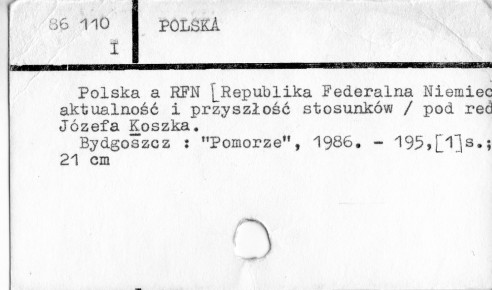 86 110 POLSKA
I
Polska a RFN [Republika Federalna Niemiec
aktualność i przyszłość stosunków / pod red
Józefa Koszka.
Bydgoszcz : "Pomorze", 1986. - 195,[1]s.;
21 cm